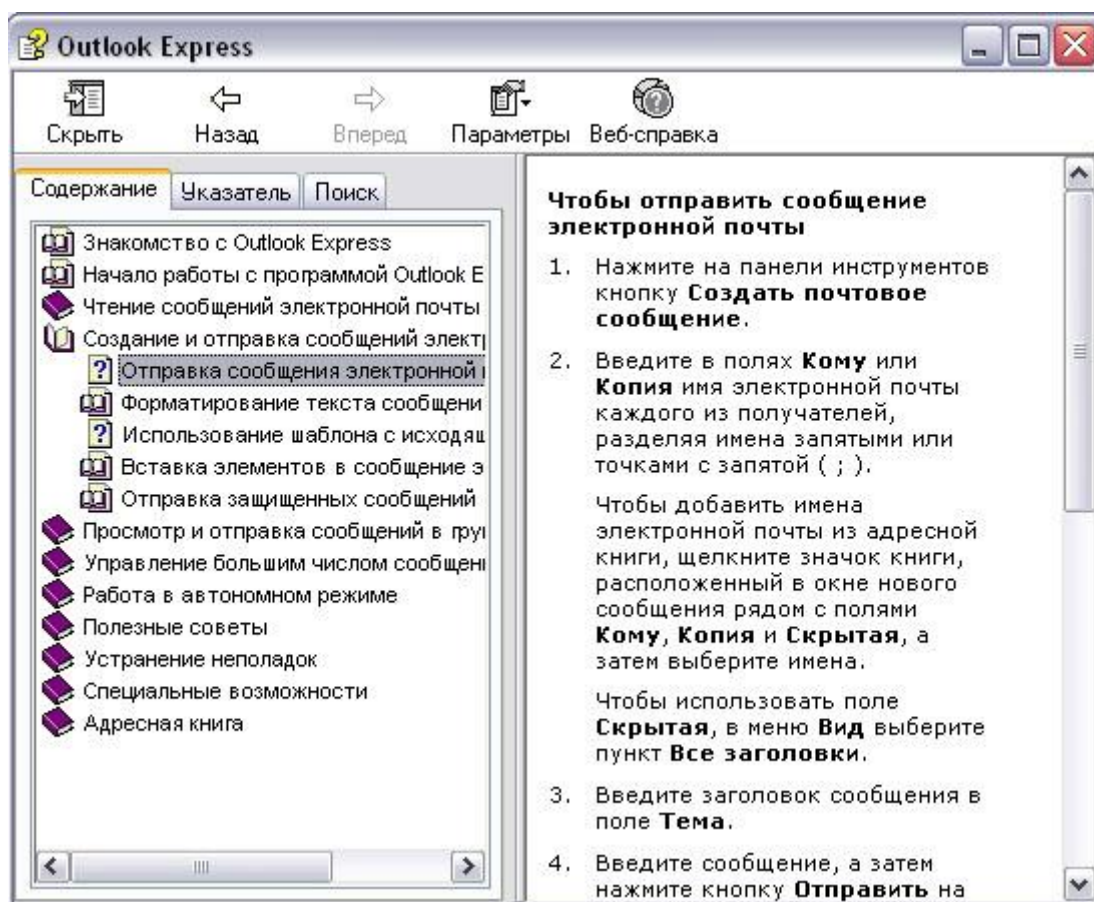 Outlook Express
Скрыть Назад Вперед Параметры Веб-справка
Содержание Указатель Поиск
Знакомство с Outlook Express
Начало работы с программой Outlook E
Чтение сообщений электронной почты
Создание и отправка сообщений элект
Отправка сообщения электронной
Форматирование текста сообщени
Использование шаблона с исходящ
Вставка элементов в сообщение э
Отправка защищенных сообщений
Просмотр и отправка сообщений в гру
Управление большим числом сообщен
Работа в автономном режиме
Полезные советы
Устранение неполадок
Специальные возможности
Адресная книга
Чтобы отправить сообщение
электронной почты
1. Нажмите на панели инструментов
кнопку Создать почтовое
сообщение.
2. Введите в полях Кому или
Копия имя электронной почты
каждого из получателей,
разделяя имена запятыми или
точками с запятой ( ; ).
Чтобы добавить имена
электронной почты из адресной
книги, щелкните значок книги,
расположенный в окне нового
сообщения рядом с полями
Кому, Копия и Скрытая, а
затем выберите имена.
Чтобы использовать поле
Скрытая, в меню Вид выберите
пункт Все заголовки.
3. Введите заголовок сообщения в
поле Тема.
4. Введите сообщение, а затем
нажмите кнопку Отправить на